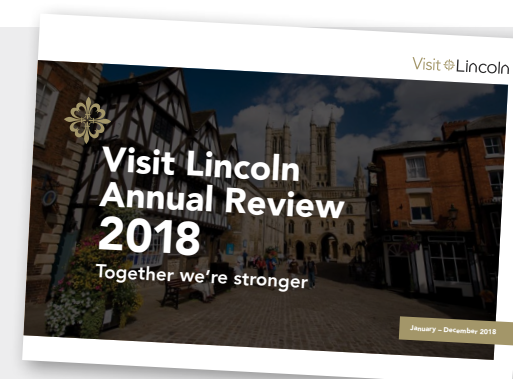 Visit Lincoln
Visit Lincoln
Annual Review
2018
Together we're stronger
January – December 2018